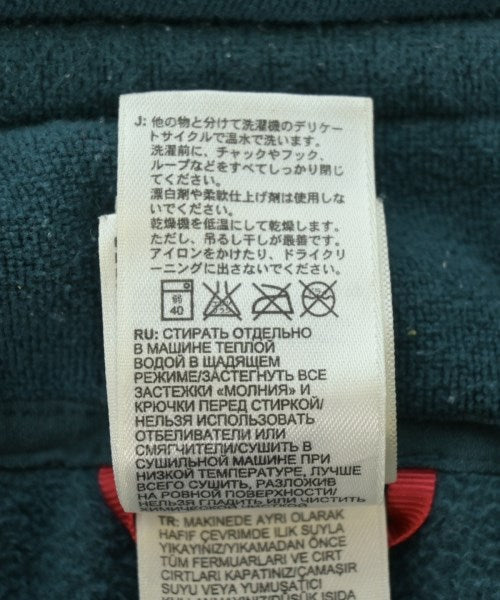 J: 他の物と分けて洗濯機のデリケー
トサイクルで温水で洗います。
洗濯前に、チャックやフック、
ループなどをすべてしっかり閉じ
てください。
漂白剤や柔軟仕上げ剤は使用しな
いでください。
乾燥機を低温にして乾燥します。
ただし、吊るし干しが最善です。
アイロンをかけたり、ドライクリ
ーニングに出さないでください。
弱
40
RU: СТИРАТЬ ОТДЕЛЬНО
В МАШИНЕ ТЕПЛОЙ
ВОДОЙ В ЩАДЯЩЕМ
РЕЖИМЕ/ЗАСТЕГНУТЬ ВСЕ
ЗАСТЕЖКИ «МОЛНИЯ» И
КРЮЧКИ ПЕРЕД СТИРКОЙ/
НЕЛЬЗЯ ИСПОЛЬЗОВАТЬ
ОТБЕЛИВАТЕЛИ ИЛИ
СМЯГЧИТЕЛИ/СУШИТЬ В
СУШИЛЬНОЙ МАШИНЕ ПРИ
НИЗКОЙ ТЕМПЕРАТУРЕ, ЛУЧШЕ
ВСЕГО СУШИТЬ, РАЗЛОЖИВ
НА РОВНОЙ ПОВЕРХНОСТИ/
НЕЛЬЗЯ ГЛАДИТЬ ИЛИ ЧИСТИТЬ
TR: MAKINEDE AYRI OLARAK
HAFIF ÇEVRIMDE ILIK SUYLA
YIKAYINIZ/YIKAMADAN ÖNCE
TÜM FERMUARLARI VE CIRT
CIRTLARI KAPATINIZ/ÇAMAŞIR
SUYU VEYA YUMUŞATICI